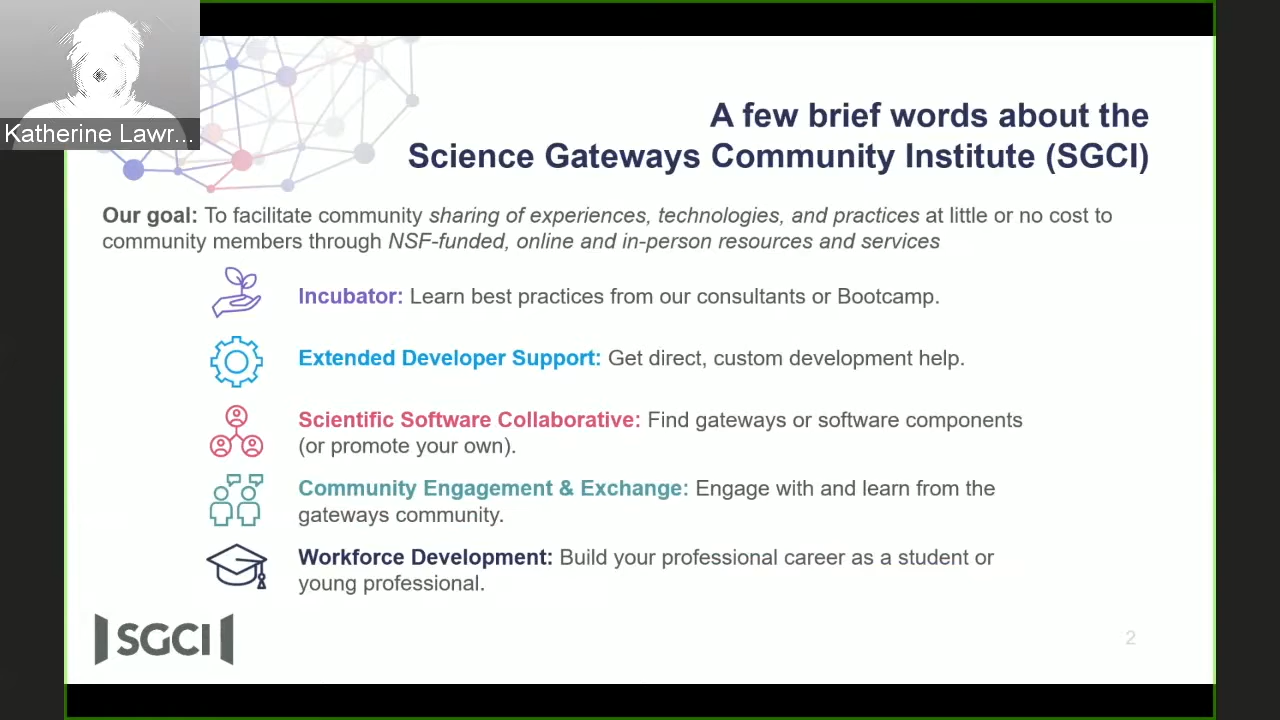 Katherine Lawr...
A few brief words about the
Science Gateways Community Institute (SGCI)
Our goal: To facilitate community sharing of experiences, technologies, and practices at little or no cost to
community members through NSF-funded, online and in-person resources and services
Incubator: Learn best practices from our consultants or Bootcamp.
Extended Developer Support: Get direct, custom development help.
Scientific Software Collaborative: Find gateways or software components
(or promote your own).
Community Engagement & Exchange: Engage with and learn from the
gateways community.
Workforce Development: Build your professional career as a student or
young professional.
SGCI
2